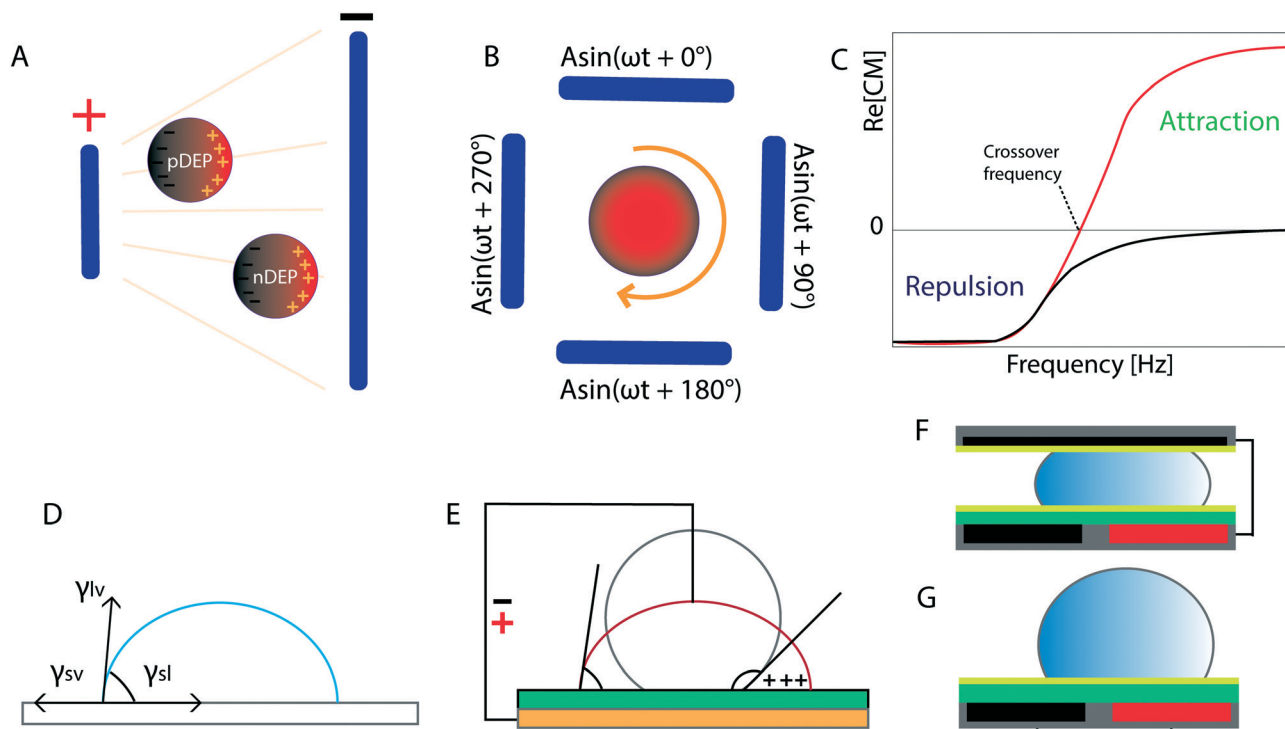 A
+
−
pDEP
nDEP
B
Asin(ωt + 0°)
Asin(ωt + 270°)
Asin(ωt + 90°)
Asin(ωt + 180°)
C
Re[CM]
Attraction
Crossover
frequency
0
Repulsion
Frequency [Hz]
D
γlv
γsv
γsl
E
−
+
+++
F
G